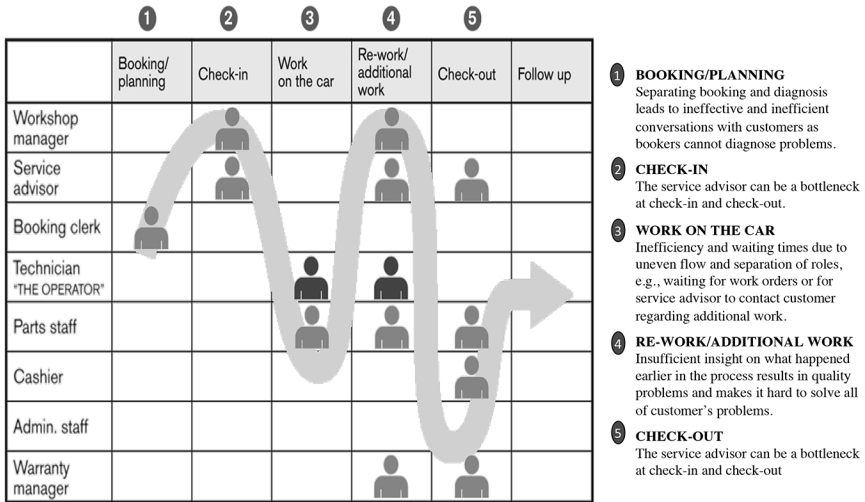 1 2 3 4 5
Booking/
planning
Check-in
Work
on the car
Re-work/
additional
work
Check-out
Follow up
Workshop
manager
Service
advisor
Booking clerk
Technician
"THE OPERATOR"
Parts staff
Cashier
Admin. staff
Warranty
manager
1 BOOKING/PLANNING
Separating booking and diagnosis
leads to ineffective and inefficient
conversations with customers as
bookers cannot diagnose problems.
2 CHECK-IN
The service advisor can be a bottleneck
at check-in and check-out.
3 WORK ON THE CAR
Inefficiency and waiting times due to
uneven flow and separation of roles,
e.g., waiting for work orders or for
service advisor to contact customer
regarding additional work.
4 RE-WORK/ADDITIONAL WORK
Insufficient insight on what happened
earlier in the process results in quality
problems and makes it hard to solve all
of customer's problems.
5 CHECK-OUT
The service advisor can be a bottleneck
at check-in and check-out